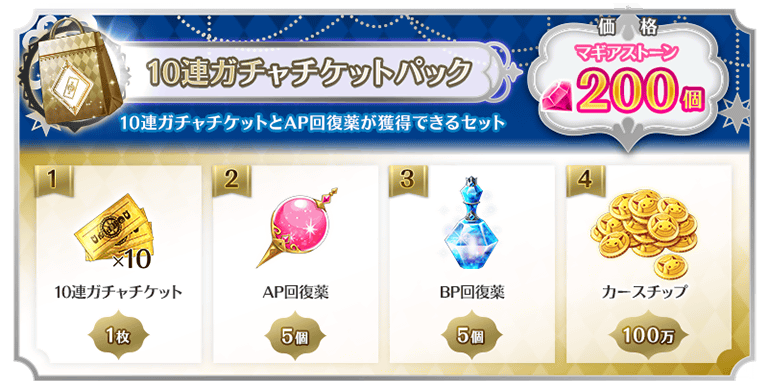 価 格
10連ガチャチケットパック
マギアストーン
200個
10連ガチャチケットとAP回復薬が獲得できるセット
1
2
3
4
×10
10連ガチャチケット
AP回復薬
BP回復薬
カースチップ
1枚
5個
5個
100万